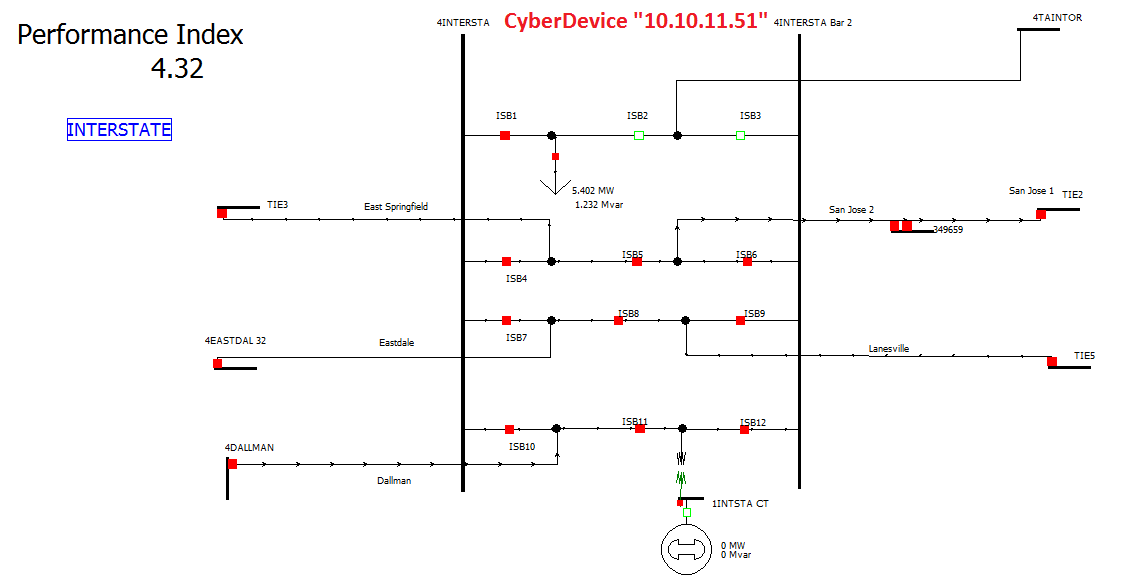 4INTERSTA
CyberDevice "10.10.11.51"
4INTERSTA Bar 2
4TAINTOR
Performance Index
4.32
INTERSTATE
ISB1
ISB2
ISB3
5.402 MW
1.232 Mvar
TIE3
East Springfield
San Jose 2
San Jose 1
TIE2
349659
ISB4
ISB5
ISB6
ISB7
ISB8
ISB9
4EASTDAL 32
Eastdale
Lanesville
TIE5
ISB10
ISB11
ISB12
4DALLMAN
Dallman
1INTSTA CT
0 MW
0 Mvar